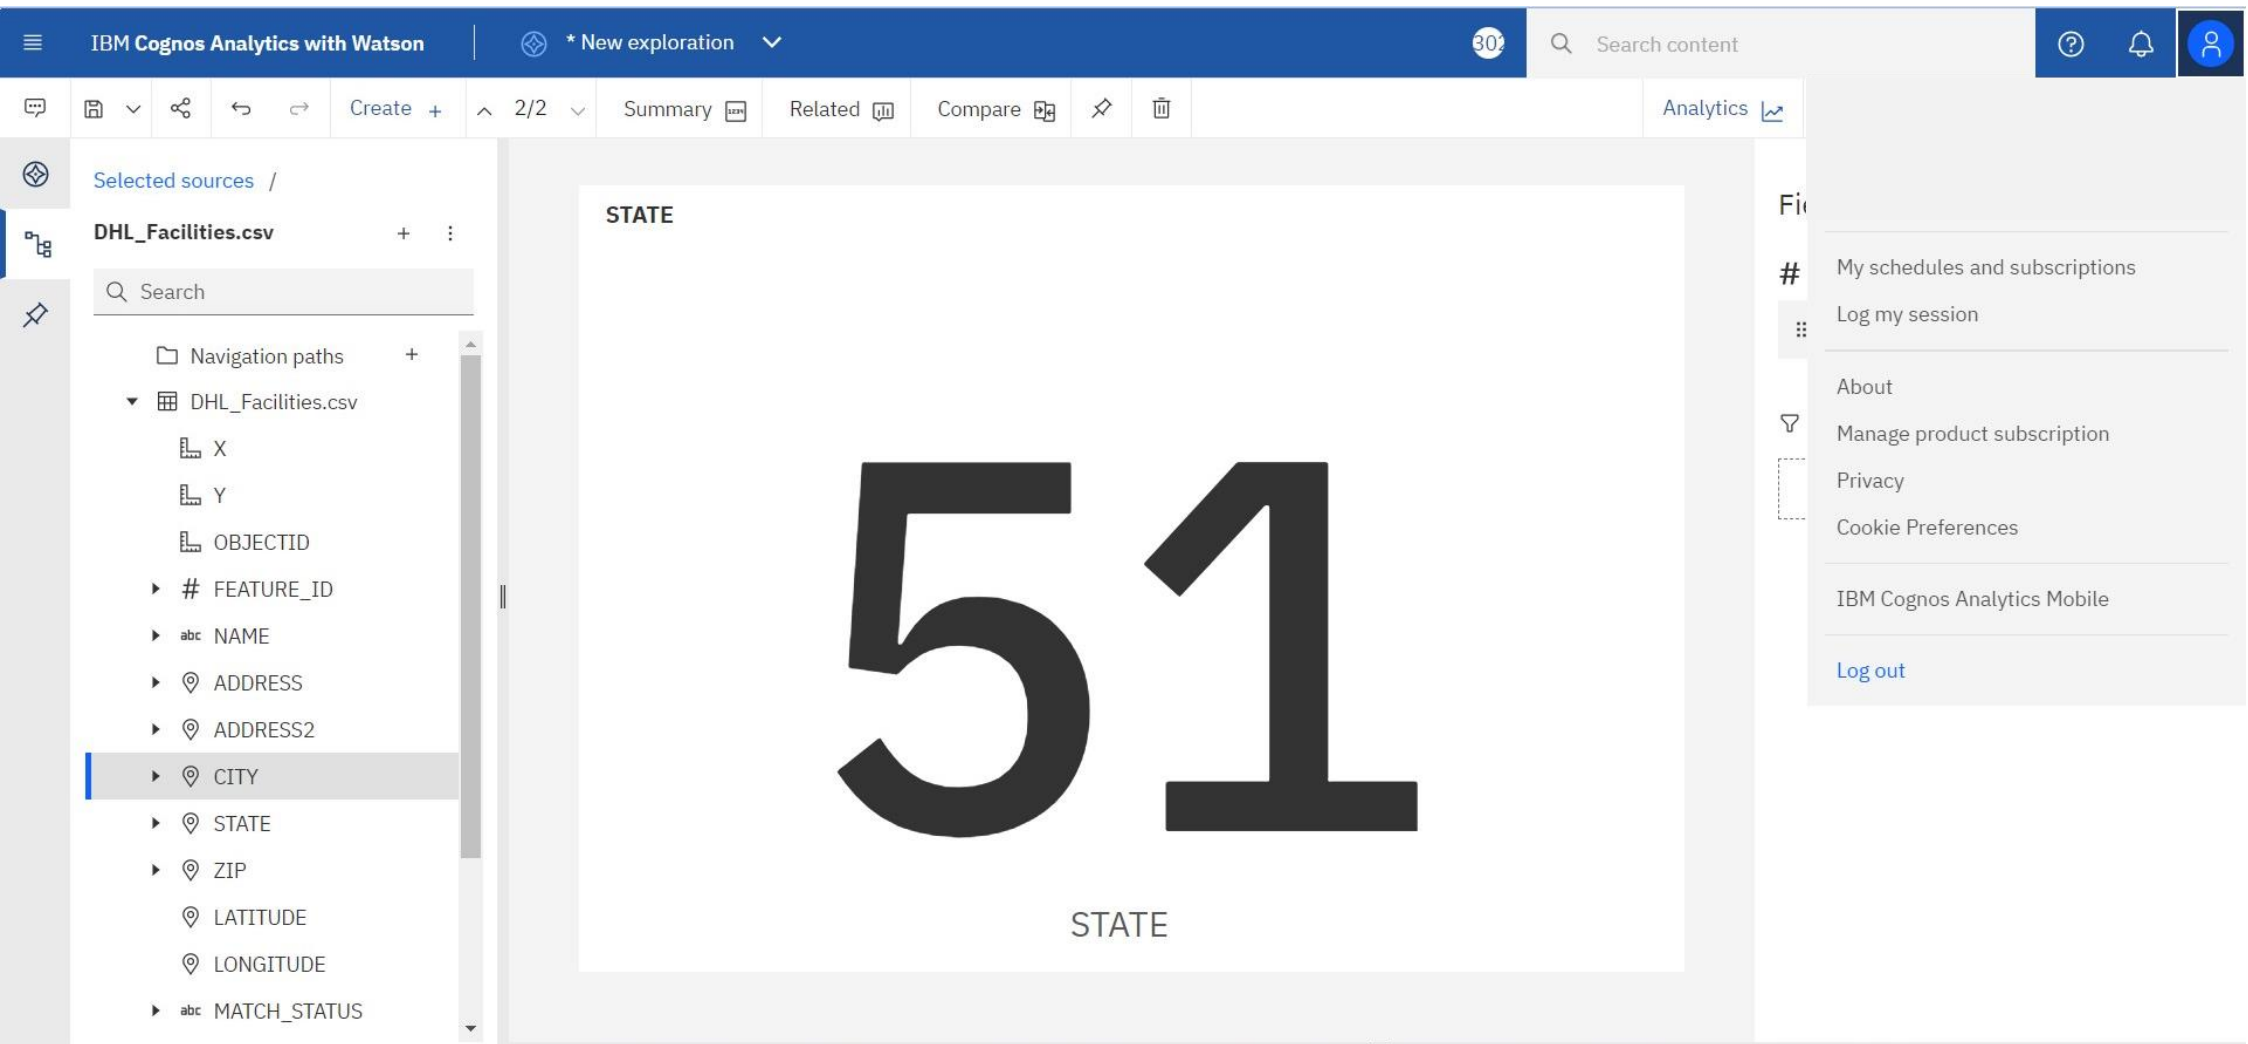 IBM Cognos Analytics with Watson
* New exploration
302
Search content
Create +
2/2
Summary
Related
Compare
Analytics
Selected sources /
DHL_Facilities.csv
Search
Navigation paths
DHL_Facilities.csv
X
Y
OBJECTID
# FEATURE_ID
abc NAME
ADDRESS
ADDRESS2
CITY
STATE
ZIP
LATITUDE
LONGITUDE
abc MATCH_STATUS
STATE
51
STATE
#
My schedules and subscriptions
Log my session
About
Manage product subscription
Privacy
Cookie Preferences
IBM Cognos Analytics Mobile
Log out